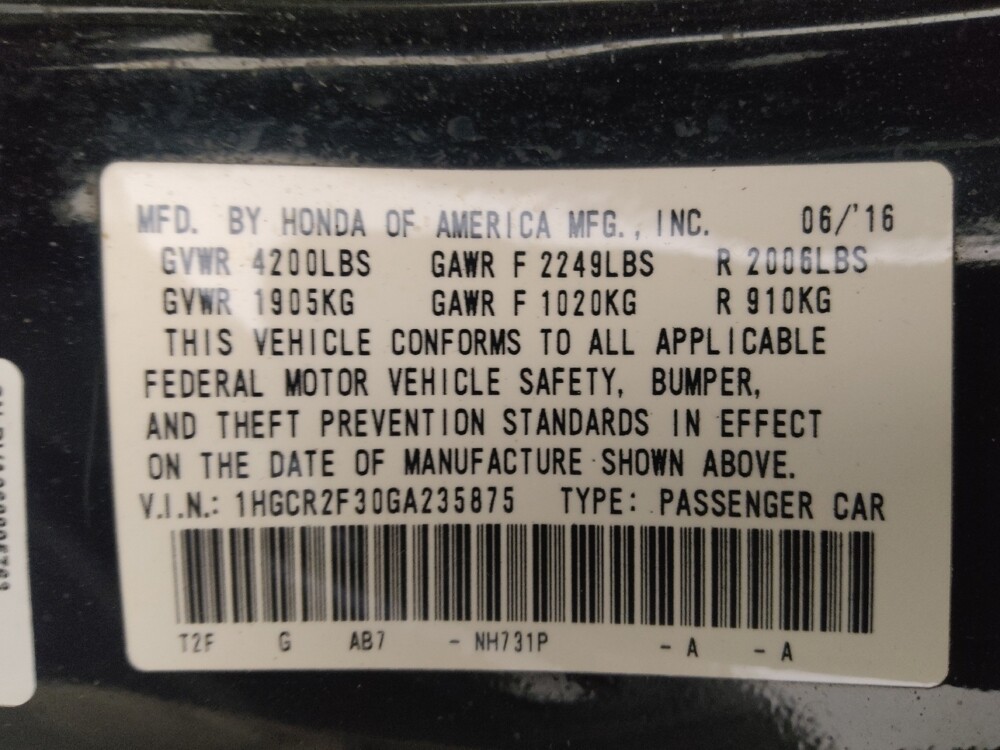 MFD. BY HONDA OF AMERICA MFG., INC. 06/'16
GVWR 4200LBS GAWR F 2249LBS R 2006LBS
GVWR 1905KG GAWR F 1020KG R 910KG
THIS VEHICLE CONFORMS TO ALL APPLICABLE
FEDERAL MOTOR VEHICLE SAFETY, BUMPER,
AND THEFT PREVENTION STANDARDS IN EFFECT
ON THE DATE OF MANUFACTURE SHOWN ABOVE.
V.I.N.: 1HGCR2F30GA235875 TYPE: PASSENGER CAR
T2F G AB7 - NH731P - A - A